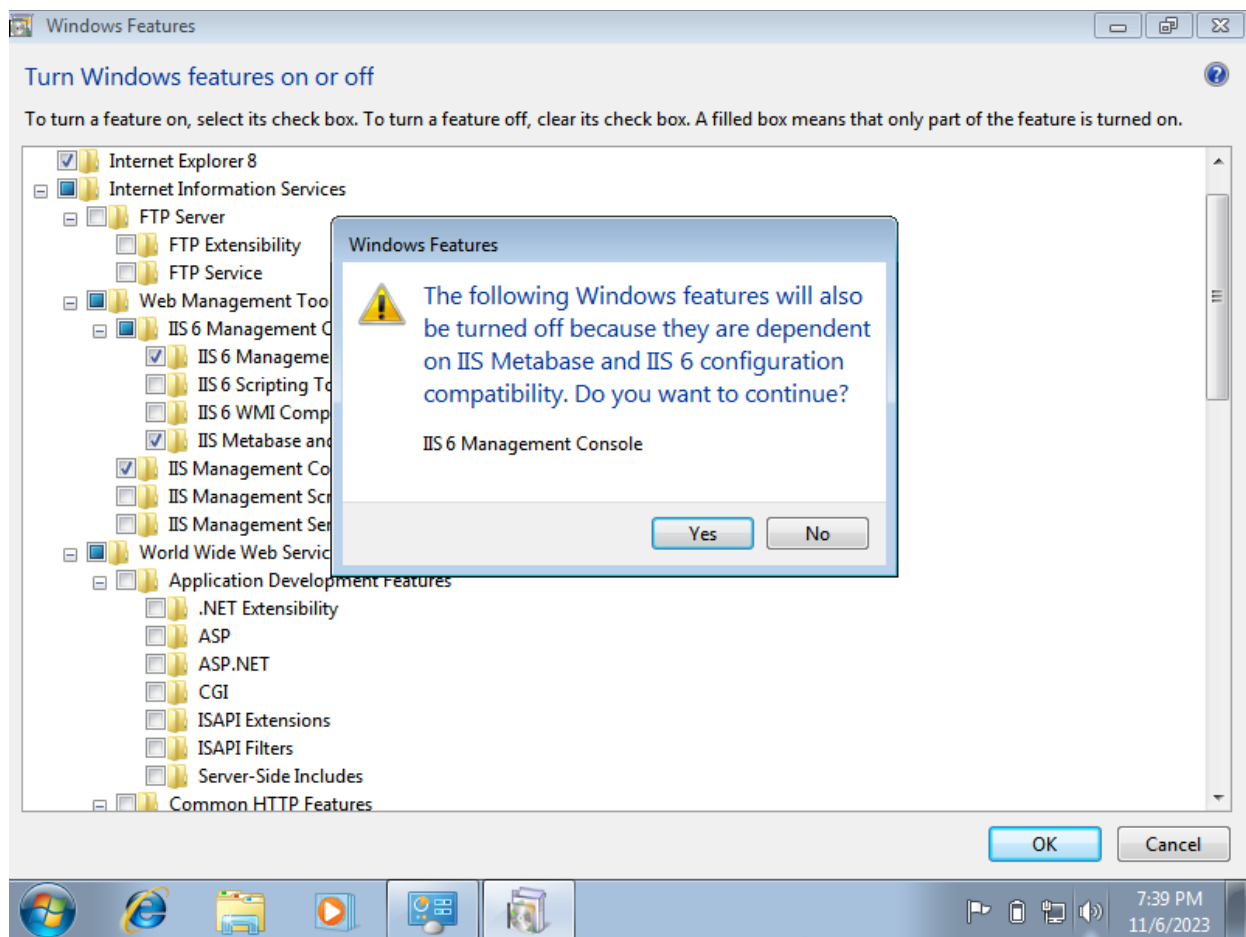 Windows Features
Turn Windows features on or off
To turn a feature on, select its check box. To turn a feature off, clear its check box. A filled box means that only part of the feature is turned on.
Internet Explorer 8
Internet Information Services
FTP Server
FTP Extensibility
FTP Service
Web Management Too
IIS 6 Management C
IIS 6 Manageme
IIS 6 Scripting To
IIS 6 WMI Comp
IIS Metabase and
IIS Management Co
IIS Management Scr
IIS Management Ser
World Wide Web Servic
Application Development Features
.NET Extensibility
ASP
ASP.NET
CGI
ISAPI Extensions
ISAPI Filters
Server-Side Includes
Common HTTP Features
Windows Features
The following Windows features will also
be turned off because they are dependent
on IIS Metabase and IIS 6 configuration
compatibility. Do you want to continue?
IIS 6 Management Console
Yes
No
OK
Cancel
7:39 PM
11/6/2023